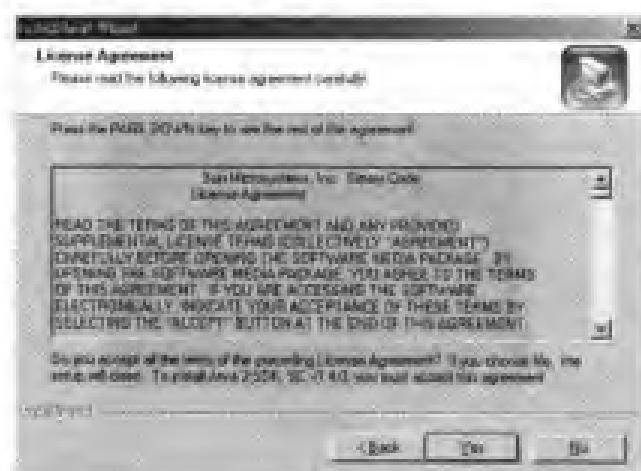 InstallShield Wizard
License Agreement
Please read the following license agreement carefully.
Press the PAGE DOWN key to see the rest of the agreement.
Sun Microsystems, Inc. Binary Code
License Agreement
READ THE TERMS OF THIS AGREEMENT AND ANY PROVIDED
SUPPLEMENTAL LICENSE TERMS (COLLECTIVELY "AGREEMENT")
CAREFULLY BEFORE OPENING THE SOFTWARE MEDIA PACKAGE. BY
OPENING THE SOFTWARE MEDIA PACKAGE, YOU AGREE TO THE TERMS
OF THIS AGREEMENT. IF YOU ARE ACCESSING THE SOFTWARE
ELECTRONICALLY, INDICATE YOUR ACCEPTANCE OF THESE TERMS BY
SELECTING THE "ACCEPT" BUTTON AT THE END OF THIS AGREEMENT.
Do you accept all the terms of the preceding License Agreement? If you choose No, the
setup will close. To install Java 2 SDK, SE you must accept this agreement.
InstallShield
< Back
Yes
No